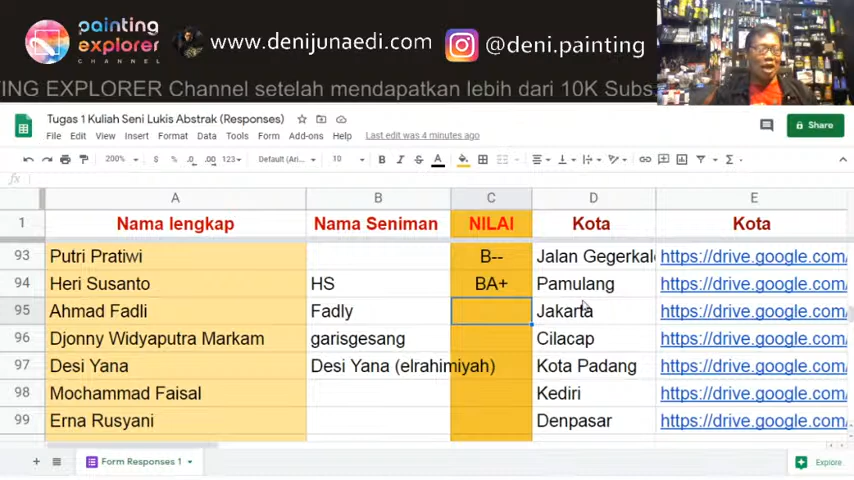 painting
explorer
CHANNEL
www.denijunaedi.com
@deni.painting
TING EXPLORER Channel setelah mendapatkan lebih dari 10K Subs
Tugas 1 Kuliah Seni Lukis Abstrak (Responses)
File Edit View Insert Format Data Tools Form Add-ons Help Last edit was 4 minutes ago
Share
200% $ % .0 .00 123 Default (Ari... 10 B I S A
fx
A B C D E
1 Nama lengkap Nama Seniman NILAI Kota Kota
93 Putri Pratiwi B-- Jalan Gegerkal https://drive.google.com/
94 Heri Susanto HS BA+ Pamulang https://drive.google.com/
95 Ahmad Fadli Fadly Jakarta https://drive.google.com/
96 Djonny Widyaputra Markam garisgesang Cilacap https://drive.google.com/
97 Desi Yana Desi Yana (elrahimiyah) Kota Padang https://drive.google.com/
98 Mochammad Faisal Kediri https://drive.google.com/
99 Erna Rusyani Denpasar https://drive.google.com/
Form Responses 1
Explore